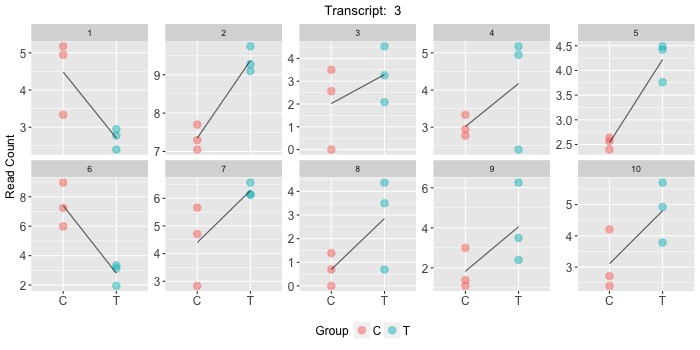 Transcript: 3
1 2 3 4 5
5 3
9 8 7
4 3 2 1 0
5 3
4.5 4.0 3.5 3.0 2.5
Read Count
6 7 8 9 10
8 6 4 2
6 5 4 3
4 3 2 1 0
6 4 2
5 4 3
C T C T C T C T C T
Group C T